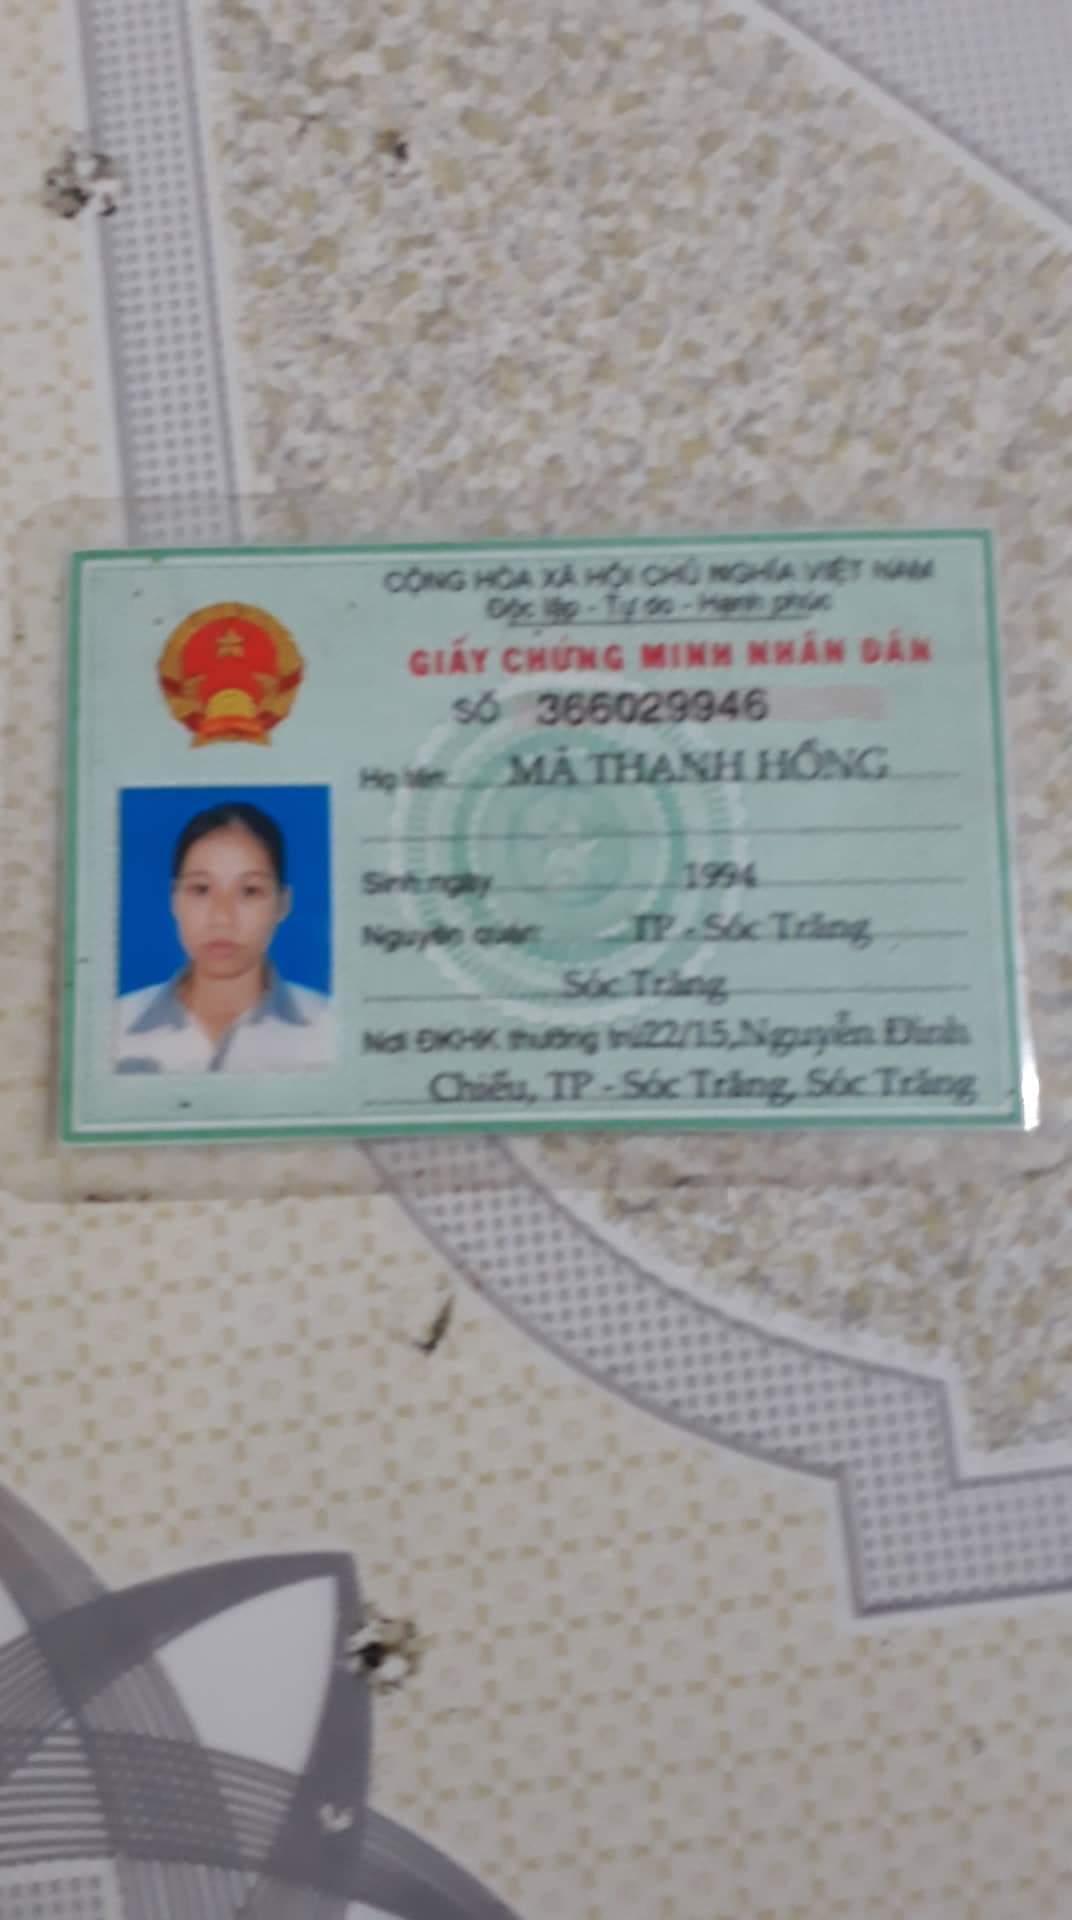 CỘNG HÒA XÃ HỘI CHỦ NGHĨA VIỆT NAM
Độc lập - Tự do - Hạnh phúc
GIẤY CHỨNG MINH NHÂN DÂN
SỐ 366029946
Họ tên MÃ THANH HỒNG
Sinh ngày 1994
Nguyên quán TP - Sóc Trăng
Sóc Trăng
Nơi ĐKHK thường trú 22/15, Nguyễn Đình
Chiểu, TP - Sóc Trăng, Sóc Trăng